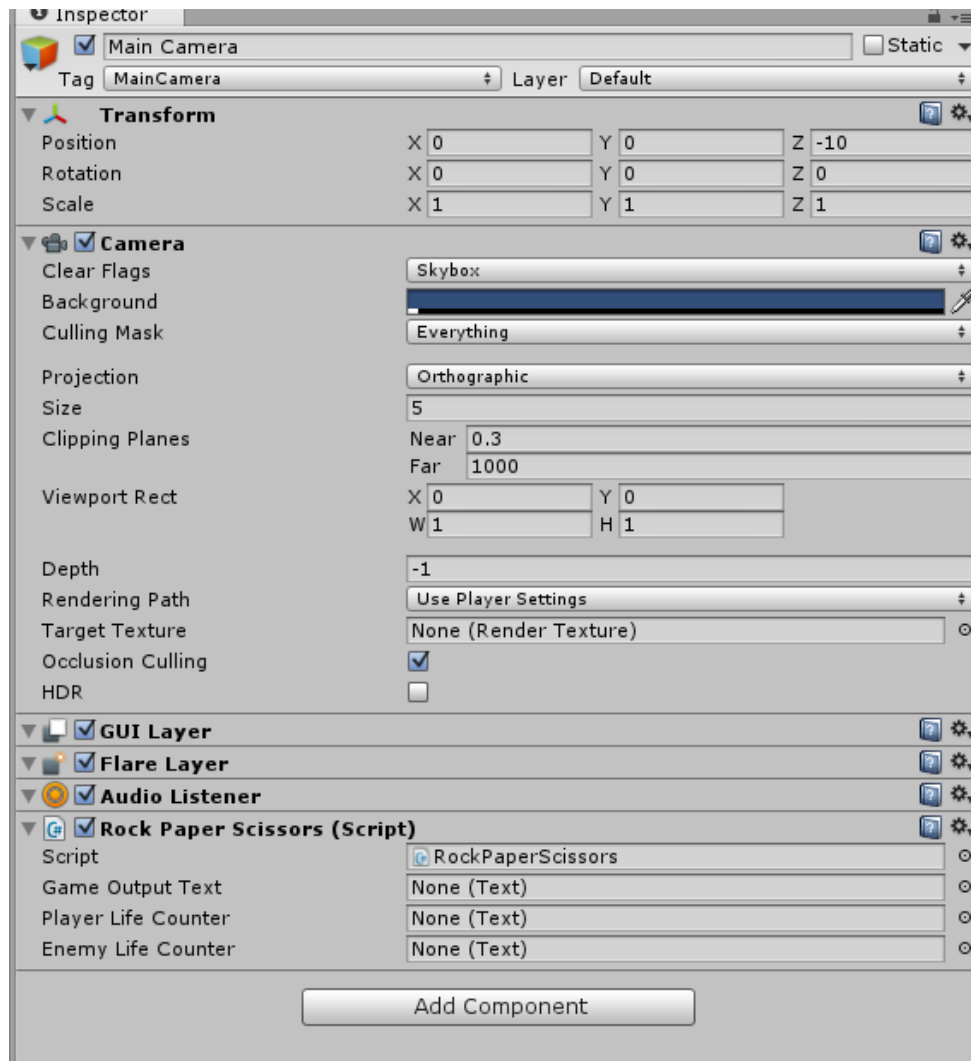 Inspector
Main Camera Static
Tag MainCamera Layer Default
Transform
Position X 0 Y 0 Z -10
Rotation X 0 Y 0 Z 0
Scale X 1 Y 1 Z 1
Camera
Clear Flags Skybox
Background
Culling Mask Everything
Projection Orthographic
Size 5
Clipping Planes Near 0.3
Far 1000
Viewport Rect X 0 Y 0
W 1 H 1
Depth -1
Rendering Path Use Player Settings
Target Texture None (Render Texture)
Occlusion Culling
HDR
GUI Layer
Flare Layer
Audio Listener
C# Rock Paper Scissors (Script)
Script RockPaperScissors
Game Output Text None (Text)
Player Life Counter None (Text)
Enemy Life Counter None (Text)
Add Component